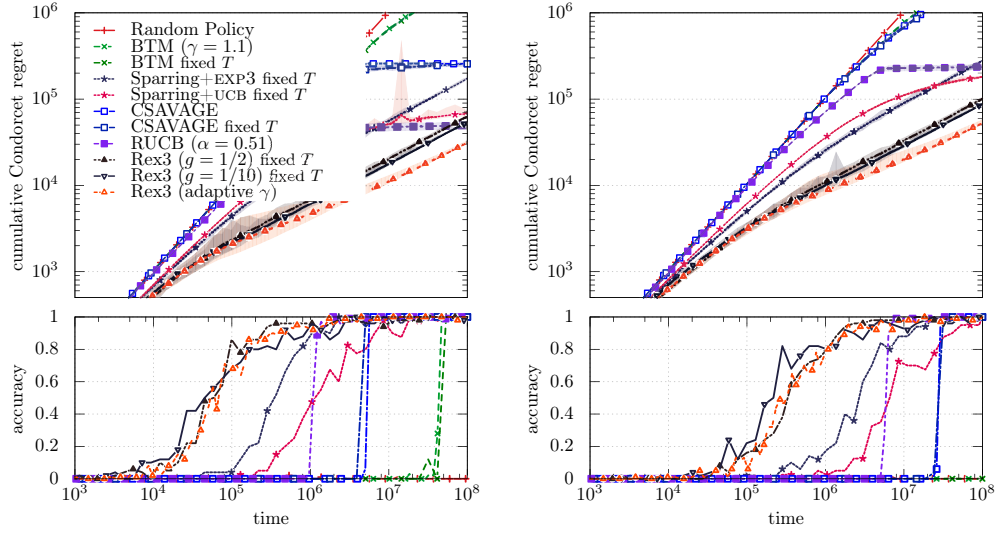 cumulative Condorcet regret
10^6
10^5
10^4
10^3
Random Policy
BTM (γ = 1.1)
BTM fixed T
Sparring+EXP3 fixed T
Sparring+UCB fixed T
CSAVAGE
CSAVAGE fixed T
RUCB (α = 0.51)
Rex3 (g = 1/2) fixed T
Rex3 (g = 1/10) fixed T
Rex3 (adaptive γ)
accuracy
1
0.8
0.6
0.4
0.2
0
10^3 10^4 10^5 10^6 10^7 10^8
time
cumulative Condorcet regret
10^6
10^5
10^4
10^3
accuracy
1
0.8
0.6
0.4
0.2
0
10^3 10^4 10^5 10^6 10^7 10^8
time